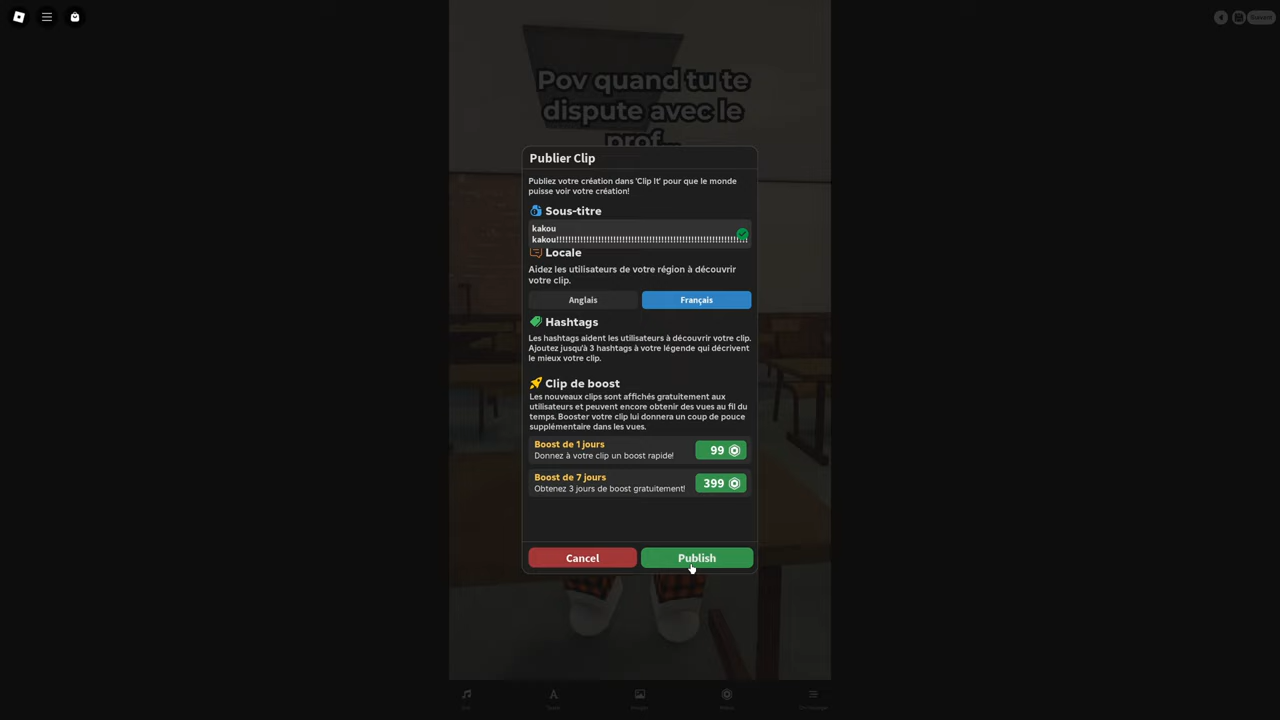 Suivant
Pov quand tu te
dispute avec le
prof...
Publier Clip
Publiez votre création dans 'Clip It' pour que le monde
puisse voir votre création!
Sous-titre
kakou
kakou!!!!!!!!!!!!!!!!!!!!!!!!!!!!!!!!!!!!!!!!!!!!!!!!!!!!!!!!!!!!!!!!
Locale
Aidez les utilisateurs de votre région à découvrir
votre clip.
Anglais
Français
Hashtags
Les hashtags aident les utilisateurs à découvrir votre clip.
Ajoutez jusqu'à 3 hashtags à votre légende qui décrivent
le mieux votre clip.
Clip de boost
Les nouveaux clips sont affichés gratuitement aux
utilisateurs et peuvent encore obtenir des vues au fil du
temps. Booster votre clip lui donnera un coup de pouce
supplémentaire dans les vues.
Boost de 1 jours
Donnez à votre clip un boost rapide!
99
Boost de 7 jours
Obtenez 3 jours de boost gratuitement!
399
Cancel
Publish